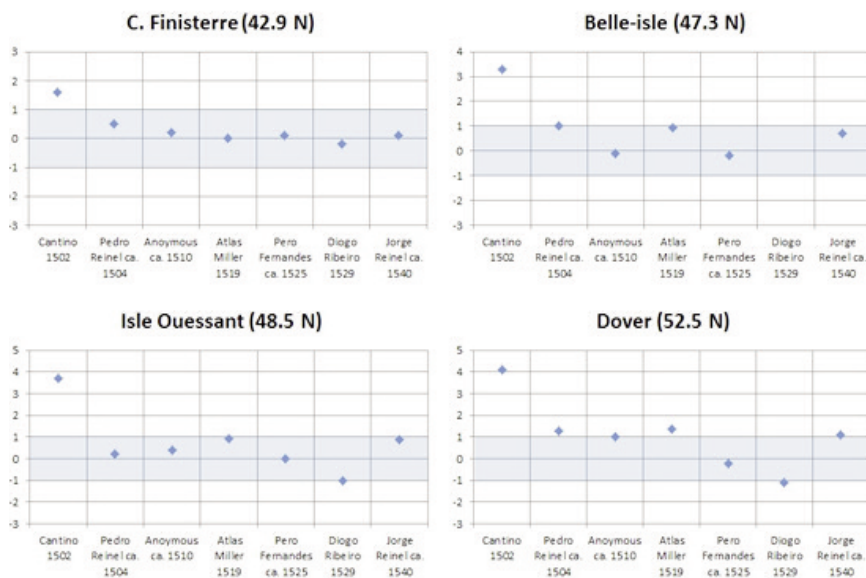 C. Finisterre (42.9 N)
3
2
1
0
-1
-2
-3
Cantino
1502
Pedro
Reinel ca.
1504
Anoymous
ca. 1510
Atlas
Miller
1519
Pero
Fernandes
ca. 1525
Diogo
Ribeiro
1529
Jorge
Reinel ca.
1540
Belle-isle (47.3 N)
4
3
2
1
0
-1
-2
-3
Cantino
1502
Pedro
Reinel ca.
1504
Anoymous
ca. 1510
Atlas
Miller
1519
Pero
Fernandes
ca. 1525
Diogo
Ribeiro
1529
Jorge
Reinel ca.
1540
Isle Ouessant (48.5 N)
5
4
3
2
1
0
-1
-2
-3
Cantino
1502
Pedro
Reinel ca.
1504
Anoymous
ca. 1510
Atlas
Miller
1519
Pero
Fernandes
ca. 1525
Diogo
Ribeiro
1529
Jorge
Reinel ca.
1540
Dover (52.5 N)
5
4
3
2
1
0
-1
-2
-3
Cantino
1502
Pedro
Reinel ca.
1504
Anoymous
ca. 1510
Atlas
Miller
1519
Pero
Fernandes
ca. 1525
Diogo
Ribeiro
1529
Jorge
Reinel ca.
1540